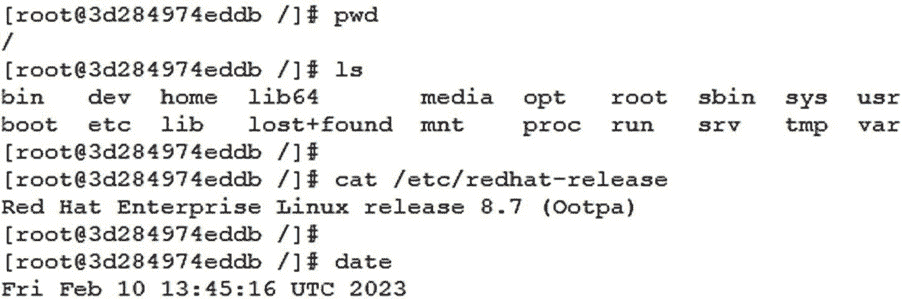 [root@3d284974eddb /]# pwd
/
[root@3d284974eddb /]# ls
bin   dev  home  lib64       media  opt   root  sbin  sys  usr
boot  etc  lib   lost+found  mnt    proc  run   srv   tmp  var
[root@3d284974eddb /]#
[root@3d284974eddb /]# cat /etc/redhat-release
Red Hat Enterprise Linux release 8.7 (Ootpa)
[root@3d284974eddb /]#
[root@3d284974eddb /]# date
Fri Feb 10 13:45:16 UTC 2023